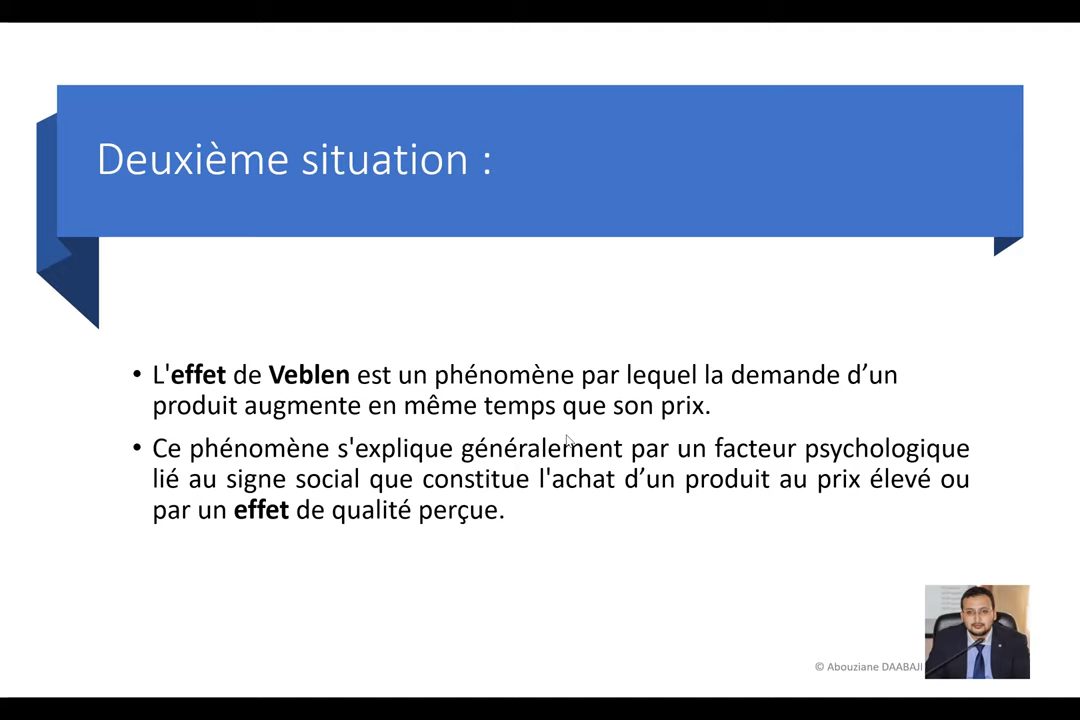 Deuxième situation :
• L'effet de Veblen est un phénomène par lequel la demande d’un
produit augmente en même temps que son prix.
• Ce phénomène s'explique généralement par un facteur psychologique
lié au signe social que constitue l'achat d’un produit au prix élevé ou
par un effet de qualité perçue.
© Abouziane DAABAJI